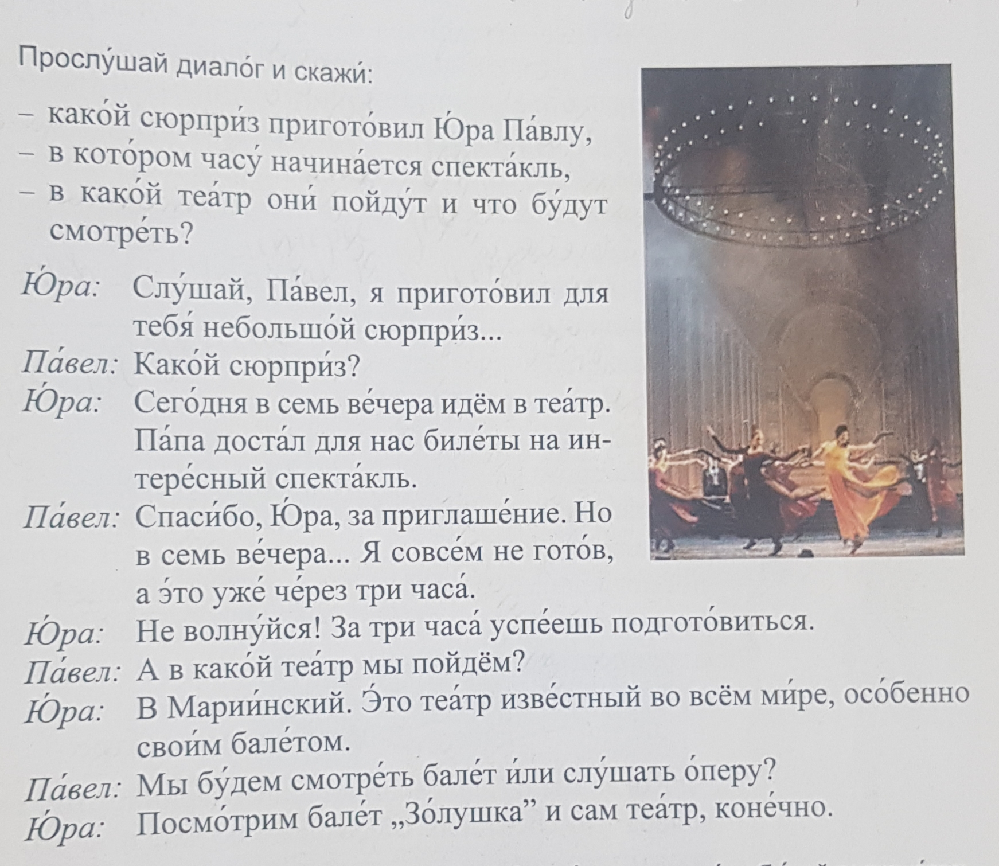 Прослу́шай диало́г и скажи́:
– како́й сюрпри́з пригото́вил Ю́ра Па́влу,
– в кото́ром часу́ начина́ется спекта́кль,
– в како́й теа́тр они́ пойду́т и что бу́дут
смотре́ть?
Ю́ра: Слу́шай, Па́вел, я пригото́вил для
тебя́ небольшо́й сюрпри́з...
Па́вел: Како́й сюрпри́з?
Ю́ра: Сего́дня в семь ве́чера идём в теа́тр.
Па́па доста́л для нас биле́ты на ин-
тере́сный спекта́кль.
Па́вел: Спаси́бо, Ю́ра, за приглаше́ние. Но
в семь ве́чера... Я совсе́м не гото́в,
а э́то уже́ че́рез три часа́.
Ю́ра: Не волну́йся! За три часа́ успе́ешь подгото́виться.
Па́вел: А в како́й теа́тр мы пойдём?
Ю́ра: В Марии́нский. Э́то теа́тр изве́стный во всём ми́ре, осо́бенно
свои́м бале́том.
Па́вел: Мы бу́дем смотре́ть бале́т и́ли слу́шать о́перу?
Ю́ра: Посмо́трим бале́т „Зо́лушка” и сам теа́тр, коне́чно.